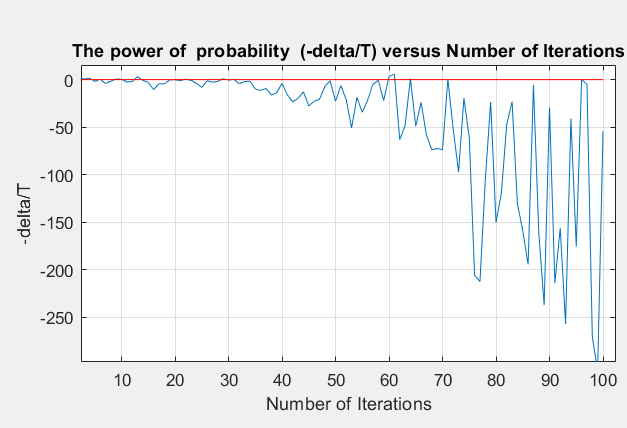 The power of  probability  (-delta/T) versus Number of Iterations
0
-50
-100
-150
-200
-250
-delta/T
10 20 30 40 50 60 70 80 90 100
Number of Iterations